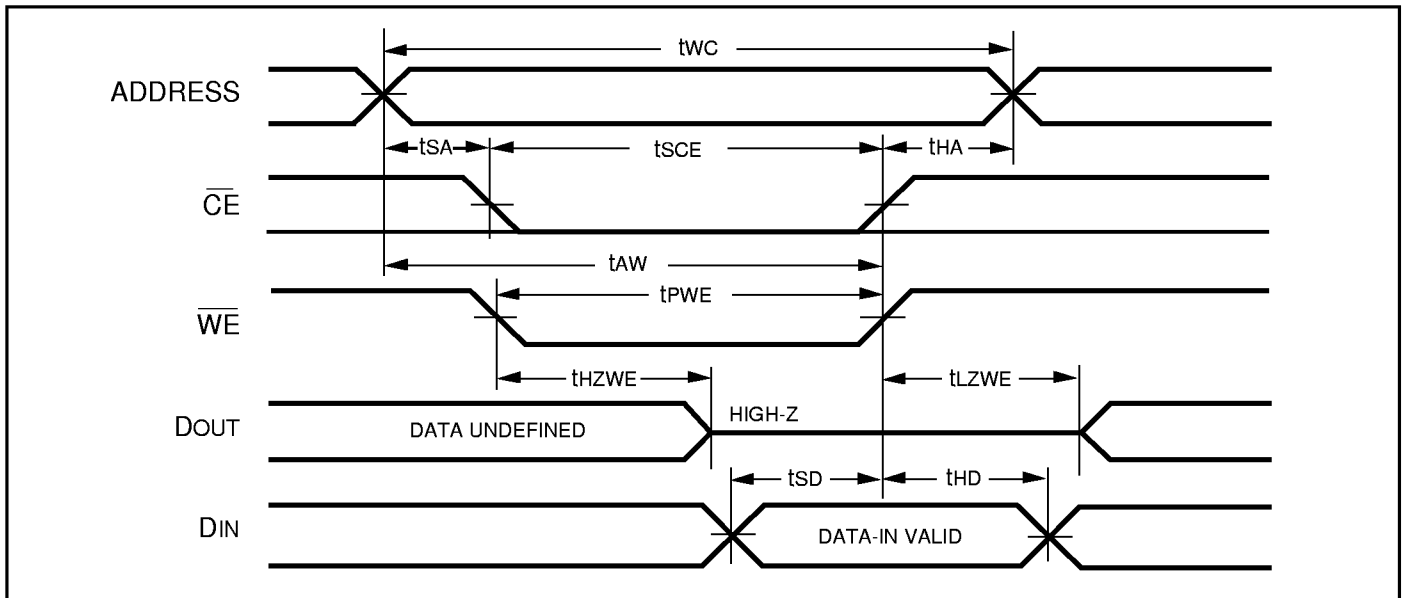 tWC
ADDRESS
tSA tSCE tHA
CE
tAW
tPWE
WE
tHZWE tLZWE
HIGH-Z
DOUT DATA UNDEFINED
tSD tHD
DIN DATA-IN VALID